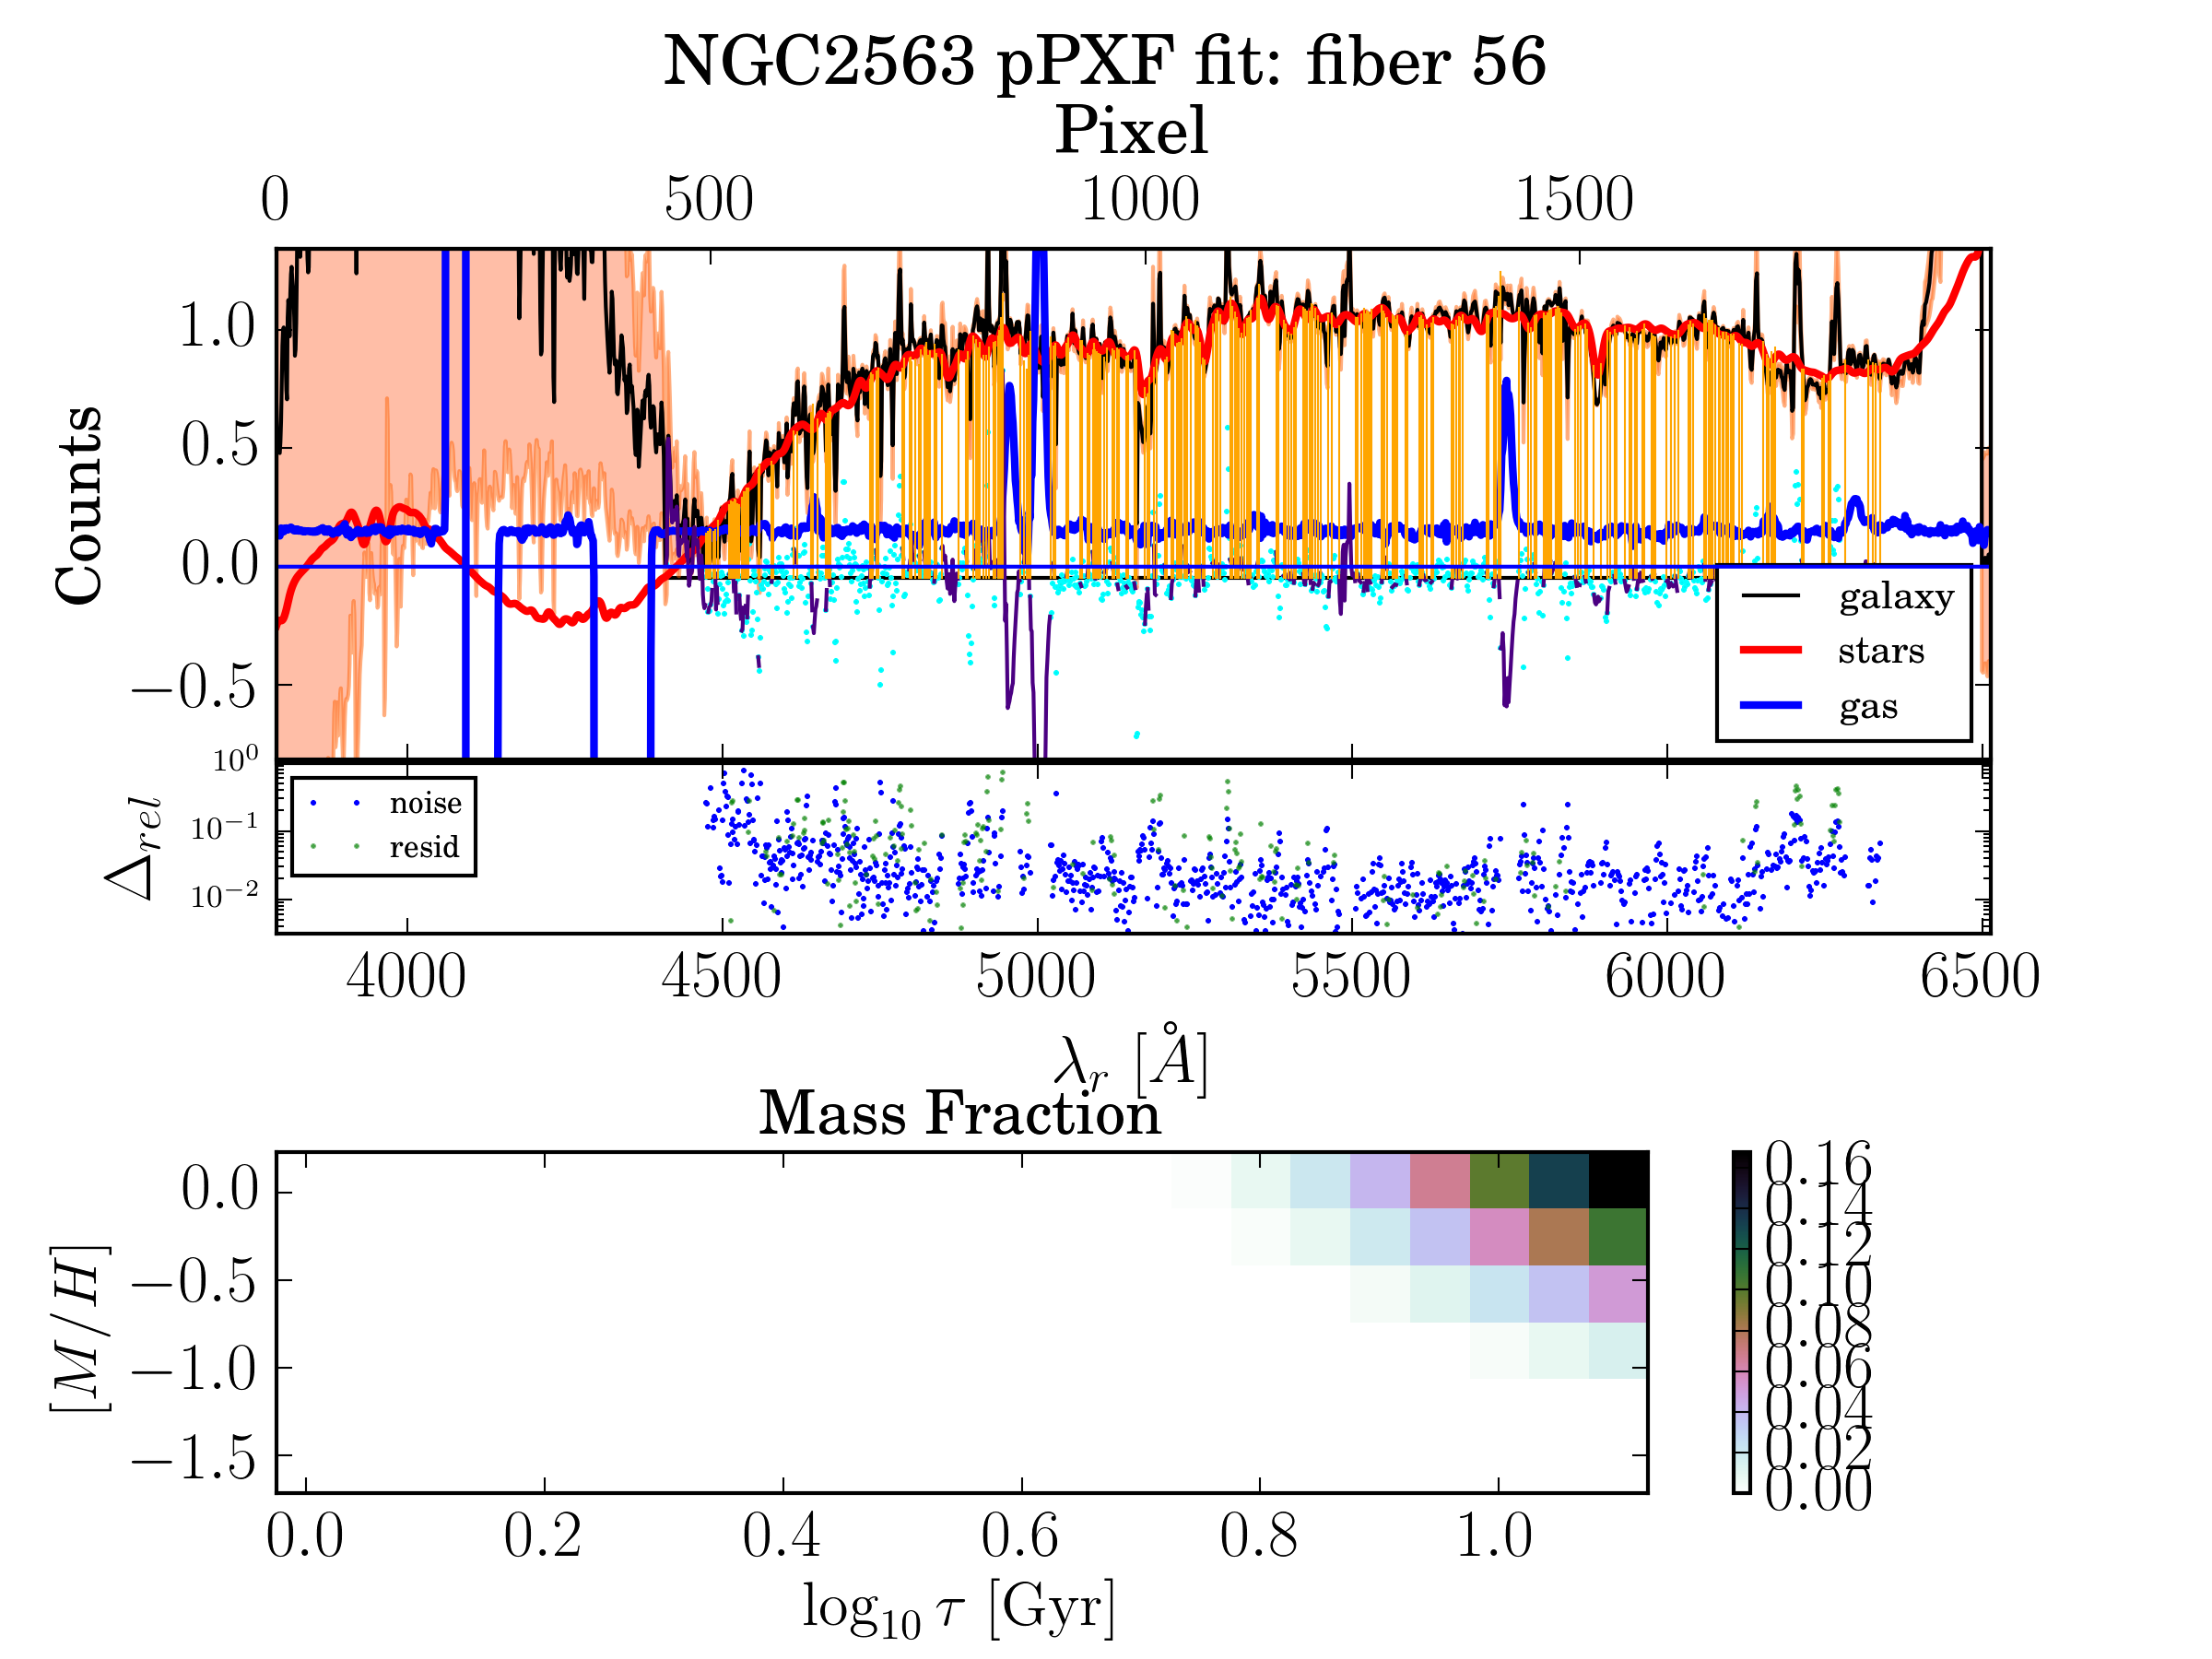 NGC2563 pPXF fit: fiber 56
Pixel
0 500 1000 1500
Counts
1.0
0.5
0.0
−0.5
galaxy
stars
gas
Δrel
10^0
10^−1
10^−2
noise
resid
4000 4500 5000 5500 6000 6500
λr [Å]
Mass Fraction
[M/H]
0.0
−0.5
−1.0
−1.5
0.0 0.2 0.4 0.6 0.8 1.0
log10 τ [Gyr]
0.16
0.14
0.12
0.10
0.08
0.06
0.04
0.02
0.00